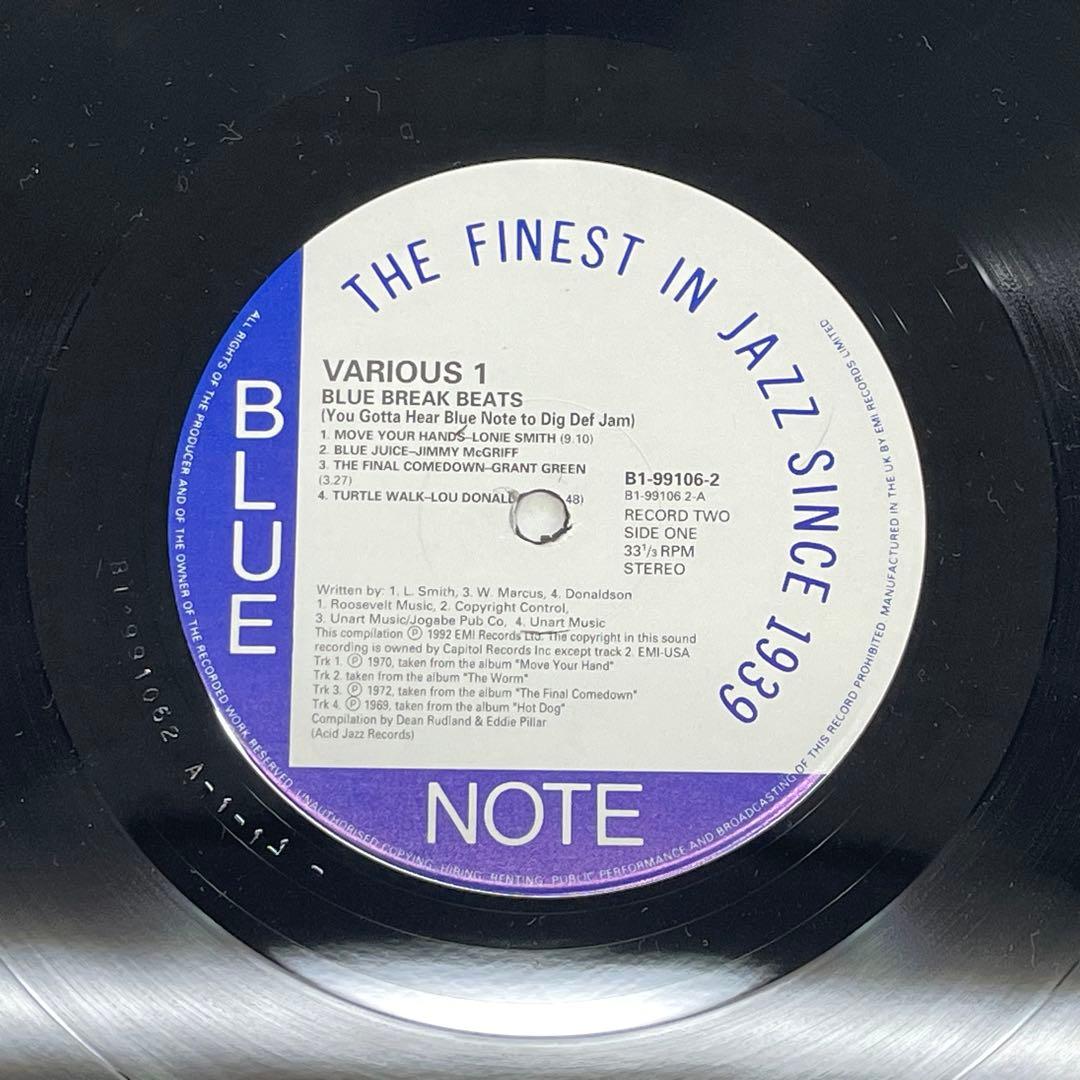 THE FINEST IN JAZZ SINCE 1939
BLUE
NOTE
VARIOUS 1
BLUE BREAK BEATS
(You Gotta Hear Blue Note to Dig Def Jam)
1. MOVE YOUR HANDS–LONIE SMITH (9.10)
2. BLUE JUICE–JIMMY McGRIFF
3. THE FINAL COMEDOWN–GRANT GREEN
(3.27)
4. TURTLE WALK–LOU DONALD 48)
B1-99106-2
B1-99106 2-A
RECORD TWO
SIDE ONE
33 1/3 RPM
STEREO
Written by: 1. L. Smith, 3. W. Marcus, 4. Donaldson
1. Roosevelt Music, 2. Copyright Control,
3. Unart Music/Jogabe Pub Co, 4. Unart Music
This compilation Ⓟ 1992 EMI Records Ltd. The copyright in this sound
recording is owned by Capitol Records Inc except track 2. EMI-USA
Trk 1. Ⓟ 1970, taken from the album "Move Your Hand"
Trk 2. taken from the album "The Worm"
Trk 3. Ⓟ 1972, taken from the album "The Final Comedown"
Trk 4. Ⓟ 1969, taken from the album "Hot Dog"
Compilation by Dean Rudland & Eddie Pillar
(Acid Jazz Records)
ALL RIGHTS OF THE PRODUCER AND OF THE OWNER OF THE RECORDED WORK RESERVED. UNAUTHORISED COPYING, HIRING, RENTING, PUBLIC PERFORMANCE AND BROADCASTING OF THIS RECORD PROHIBITED. MANUFACTURED IN THE UK BY EMI RECORDS LIMITED